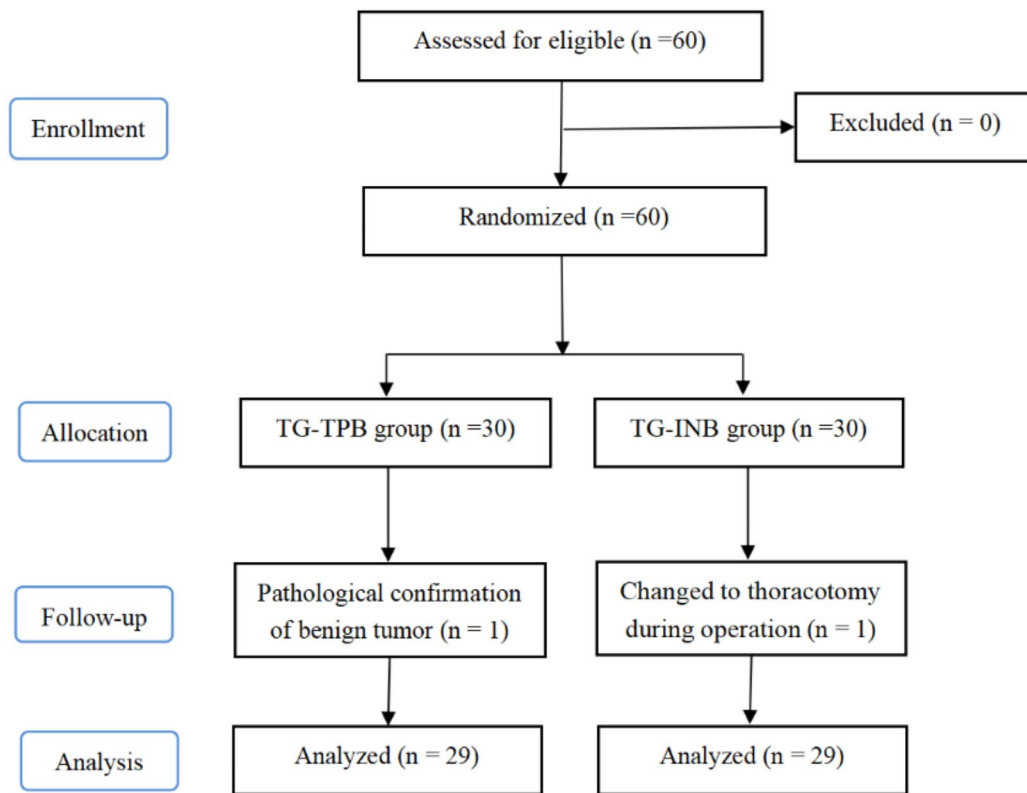 Assessed for eligible (n =60)
Enrollment
Excluded (n = 0)
Randomized (n =60)
Allocation
TG-TPB group (n =30)
TG-INB group (n =30)
Follow-up
Pathological confirmation
of benign tumor (n = 1)
Changed to thoracotomy
during operation (n = 1)
Analysis
Analyzed (n = 29)
Analyzed (n = 29)